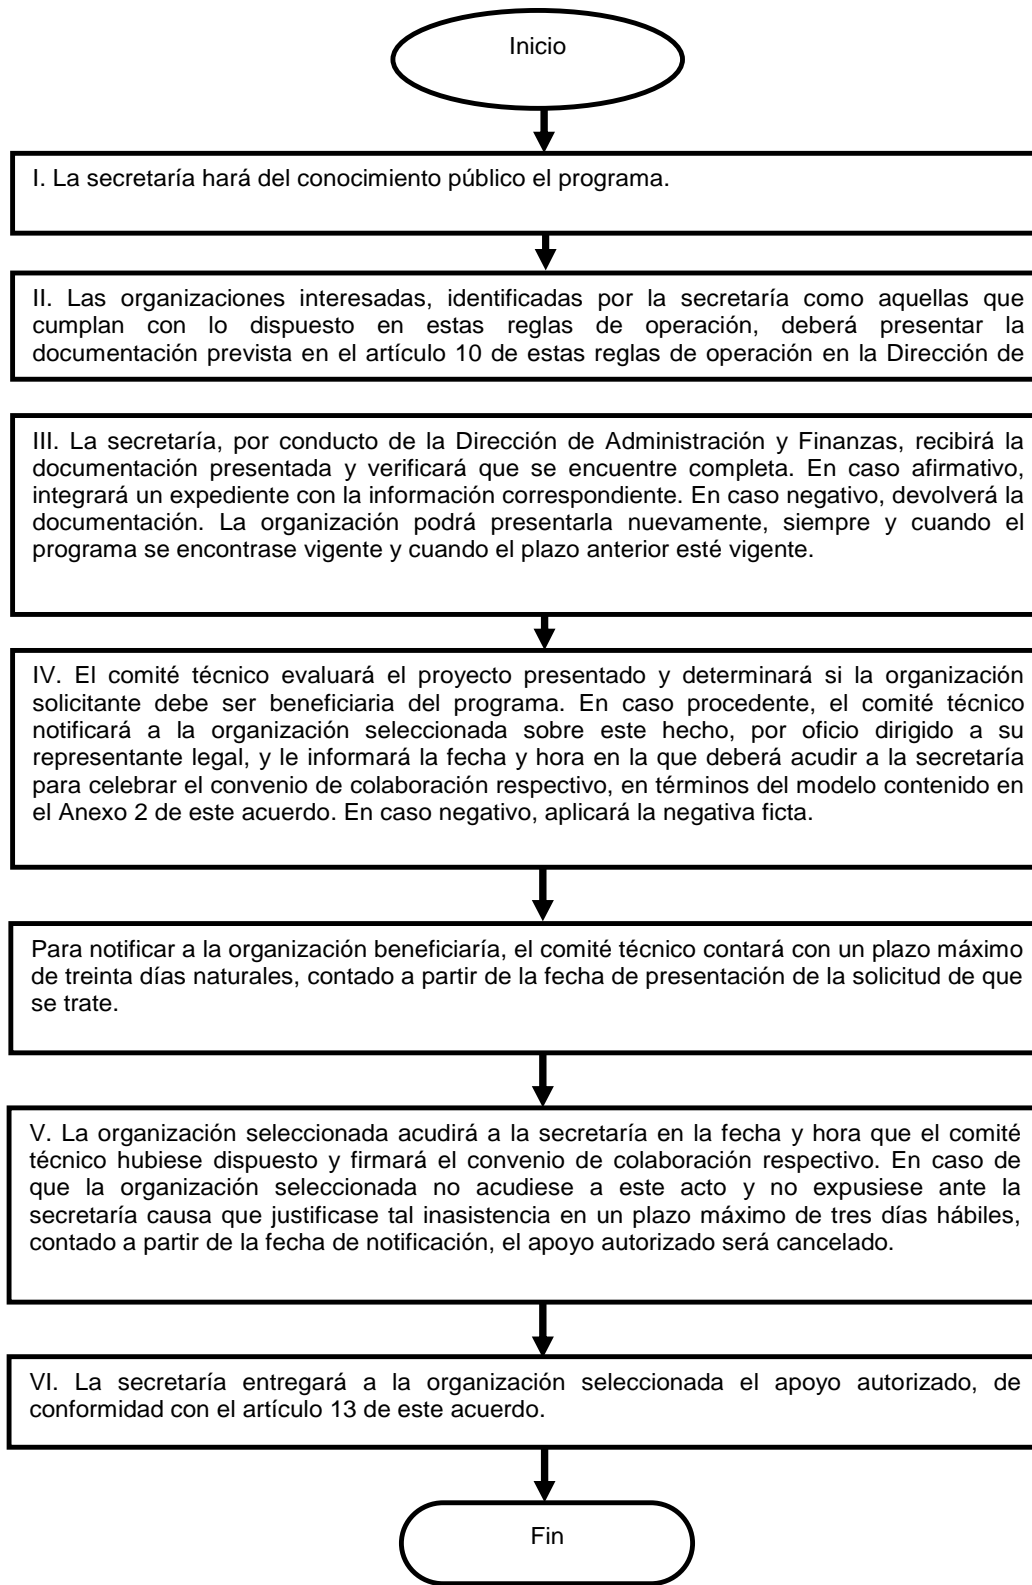 Inicio
I. La secretaría hará del conocimiento público el programa.
II. Las organizaciones interesadas, identificadas por la secretaría como aquellas que
cumplan con lo dispuesto en estas reglas de operación, deberá presentar la
documentación prevista en el artículo 10 de estas reglas de operación en la Dirección de
III. La secretaría, por conducto de la Dirección de Administración y Finanzas, recibirá la
documentación presentada y verificará que se encuentre completa. En caso afirmativo,
integrará un expediente con la información correspondiente. En caso negativo, devolverá la
documentación. La organización podrá presentarla nuevamente, siempre y cuando el
programa se encontrase vigente y cuando el plazo anterior esté vigente.
IV. El comité técnico evaluará el proyecto presentado y determinará si la organización
solicitante debe ser beneficiaria del programa. En caso procedente, el comité técnico
notificará a la organización seleccionada sobre este hecho, por oficio dirigido a su
representante legal, y le informará la fecha y hora en la que deberá acudir a la secretaría
para celebrar el convenio de colaboración respectivo, en términos del modelo contenido en
el Anexo 2 de este acuerdo. En caso negativo, aplicará la negativa ficta.
Para notificar a la organización beneficiaría, el comité técnico contará con un plazo máximo
de treinta días naturales, contado a partir de la fecha de presentación de la solicitud de que
se trate.
V. La organización seleccionada acudirá a la secretaría en la fecha y hora que el comité
técnico hubiese dispuesto y firmará el convenio de colaboración respectivo. En caso de
que la organización seleccionada no acudiese a este acto y no expusiese ante la
secretaría causa que justificase tal inasistencia en un plazo máximo de tres días hábiles,
contado a partir de la fecha de notificación, el apoyo autorizado será cancelado.
VI. La secretaría entregará a la organización seleccionada el apoyo autorizado, de
conformidad con el artículo 13 de este acuerdo.
Fin